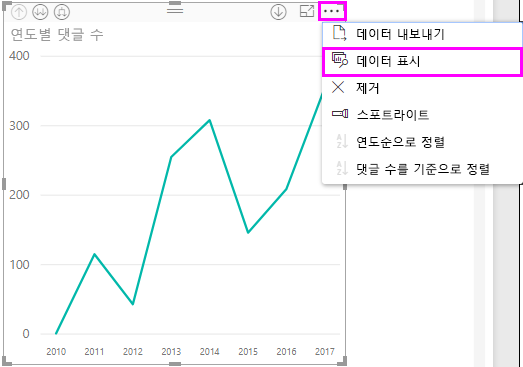 연도별 댓글 수
400
300
200
100
0
2010 2011 2012 2013 2014 2015 2016 2017
데이터 내보내기
데이터 표시
제거
스포트라이트
연도순으로 정렬
댓글 수를 기준으로 정렬